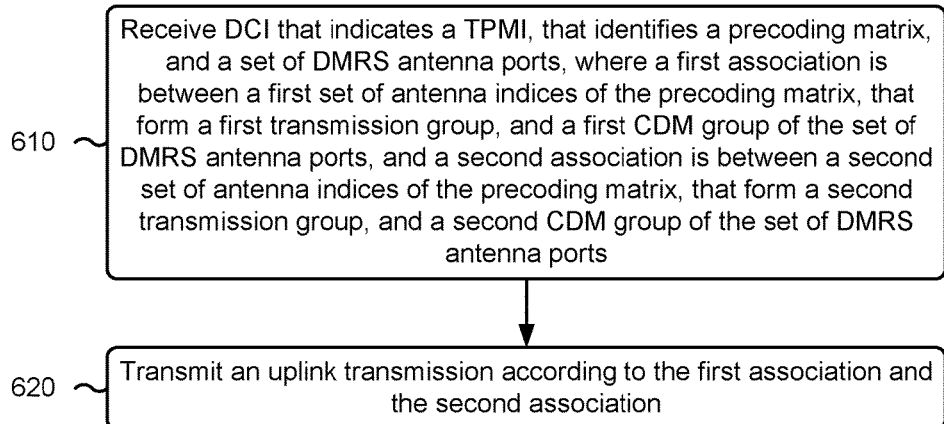 Receive DCI that indicates a TPMI, that identifies a precoding matrix,
and a set of DMRS antenna ports, where a first association is
between a first set of antenna indices of the precoding matrix, that
form a first transmission group, and a first CDM group of the set of
DMRS antenna ports, and a second association is between a second
set of antenna indices of the precoding matrix, that form a second
transmission group, and a second CDM group of the set of DMRS
antenna ports
610
Transmit an uplink transmission according to the first association and
the second association
620